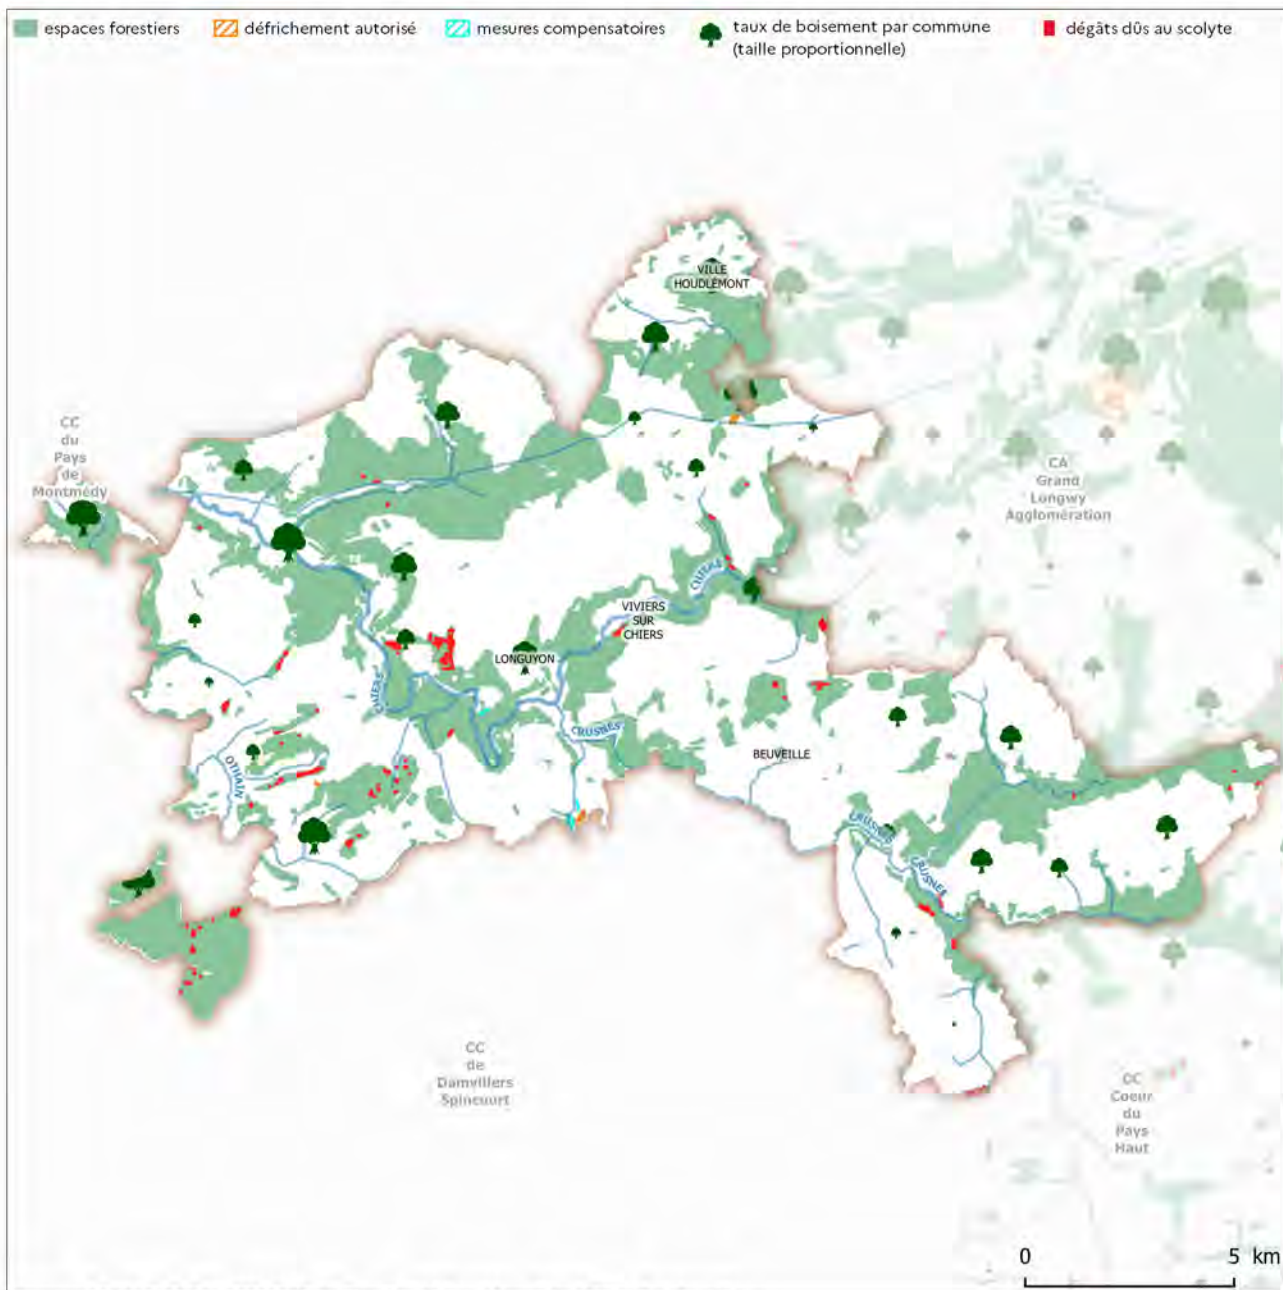 espaces forestiers
défrichement autorisé
mesures compensatoires
taux de boisement par commune
(taille proportionnelle)
dégâts dûs au scolyte
VILLE
HOUDLEMONT
CC
du
Pays
de
Montmédy
CA
Grand
Longwy
Agglomération
CHIERS
VIVIERS
SUR
CHIERS
LONGUYON
CHIERS
CRUSNES
BEUVEILLE
OTHAIN
CRUSNES
CRUSNES
CC
de
Damvillers
Spincourt
CC
Coeur
du
Pays
Haut
0 5 km